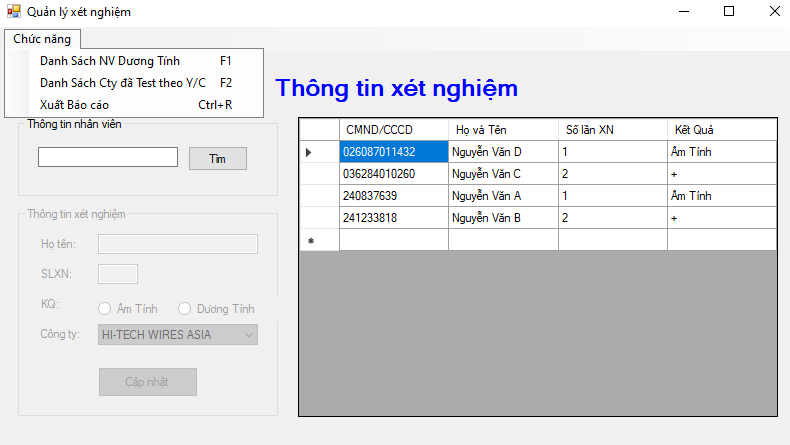 Quản lý xét nghiệm
Chức năng
Danh Sách NV Dương Tính F1
Danh Sách Cty đã Test theo Y/C F2
Xuất Báo cáo Ctrl+R
Thông tin xét nghiệm
Thông tin nhân viên
Tìm
Thông tin xét nghiệm
Họ tên:
SLXN:
KQ: Âm Tính Dương Tính
Công ty: HI-TECH WIRES ASIA
Cập nhật
CMND/CCCD Họ và Tên Số lần XN Kết Quả
026087011432 Nguyễn Văn D 1 Âm Tính
036284010260 Nguyễn Văn C 2 +
240837639 Nguyễn Văn A 1 Âm Tính
241233818 Nguyễn Văn B 2 +